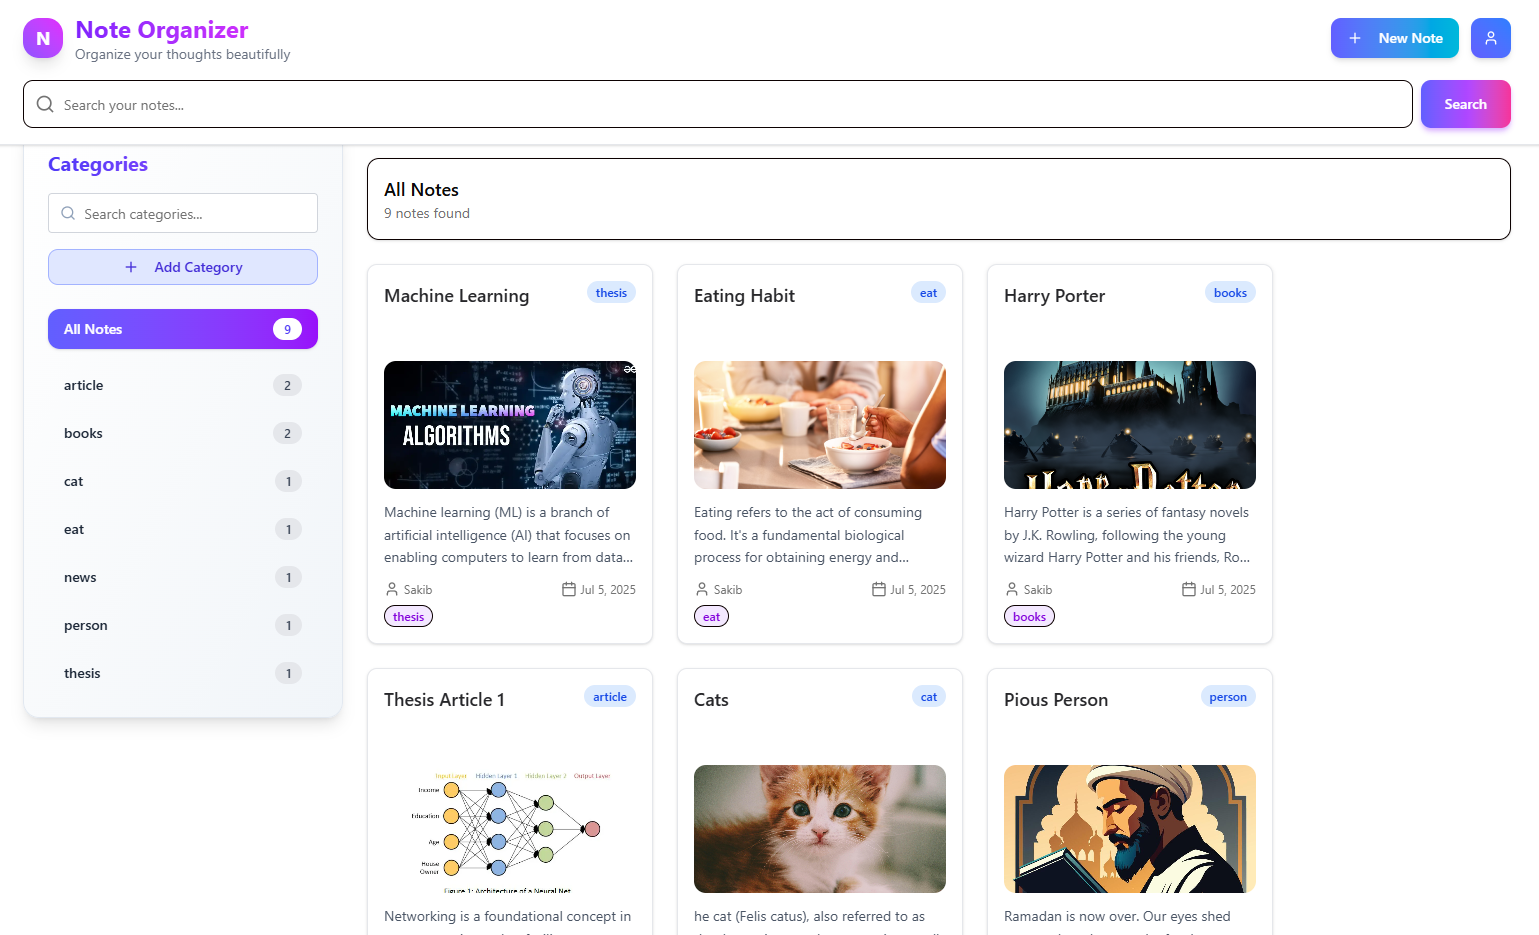 N
Note Organizer
Organize your thoughts beautifully
New Note
Search your notes...
Search
Categories
Search categories...
Add Category
All Notes 9
article 2
books 2
cat 1
eat 1
news 1
person 1
thesis 1
All Notes
9 notes found
Machine Learning thesis
MACHINE LEARNING
ALGORITHMS
Machine learning (ML) is a branch of
artificial intelligence (AI) that focuses on
enabling computers to learn from data...
Sakib Jul 5, 2025
thesis
Eating Habit eat
Eating refers to the act of consuming
food. It's a fundamental biological
process for obtaining energy and...
Sakib Jul 5, 2025
eat
Harry Porter books
Harry Potter
Harry Potter is a series of fantasy novels
by J.K. Rowling, following the young
wizard Harry Potter and his friends, Ro...
Sakib Jul 5, 2025
books
Thesis Article 1 article
Input Layer Hidden Layer 1 Hidden Layer 2 Output Layer
Income
Education
Age
House
Owner
Figure 1: Architecture of a Neural Net
Networking is a foundational concept in
Cats cat
he cat (Felis catus), also referred to as
Pious Person person
Ramadan is now over. Our eyes shed